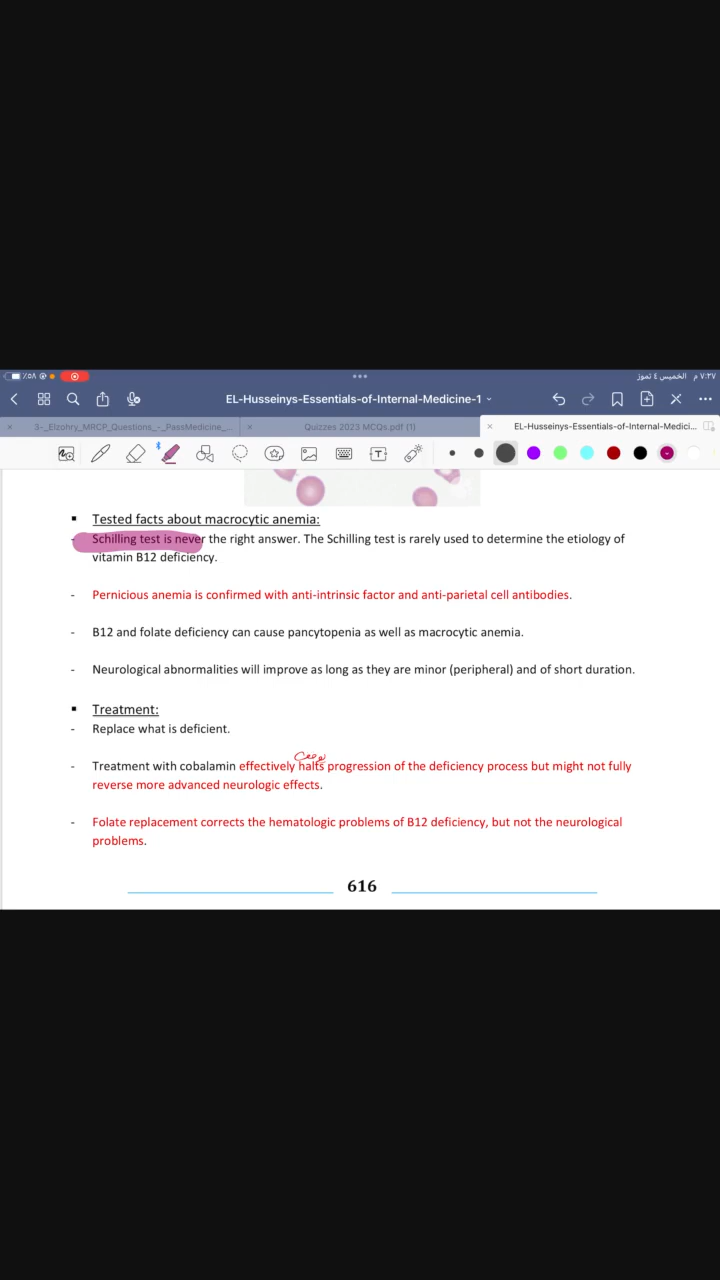 ٪٥٨
٧:٢٧ م الخميس ٤ تموز
EL-Husseinys-Essentials-of-Internal-Medicine-1
3-_Elzohry_MRCP_Questions_-_PassMedicine_...
Quizzes 2023 MCQs.pdf (1)
EL-Husseinys-Essentials-of-Internal-Medici...
Tested facts about macrocytic anemia:
- Schilling test is never the right answer. The Schilling test is rarely used to determine the etiology of
vitamin B12 deficiency.
- Pernicious anemia is confirmed with anti-intrinsic factor and anti-parietal cell antibodies.
- B12 and folate deficiency can cause pancytopenia as well as macrocytic anemia.
- Neurological abnormalities will improve as long as they are minor (peripheral) and of short duration.
Treatment:
- Replace what is deficient.
- Treatment with cobalamin effectively halts progression of the deficiency process but might not fully
reverse more advanced neurologic effects.
- Folate replacement corrects the hematologic problems of B12 deficiency, but not the neurological
problems.
616